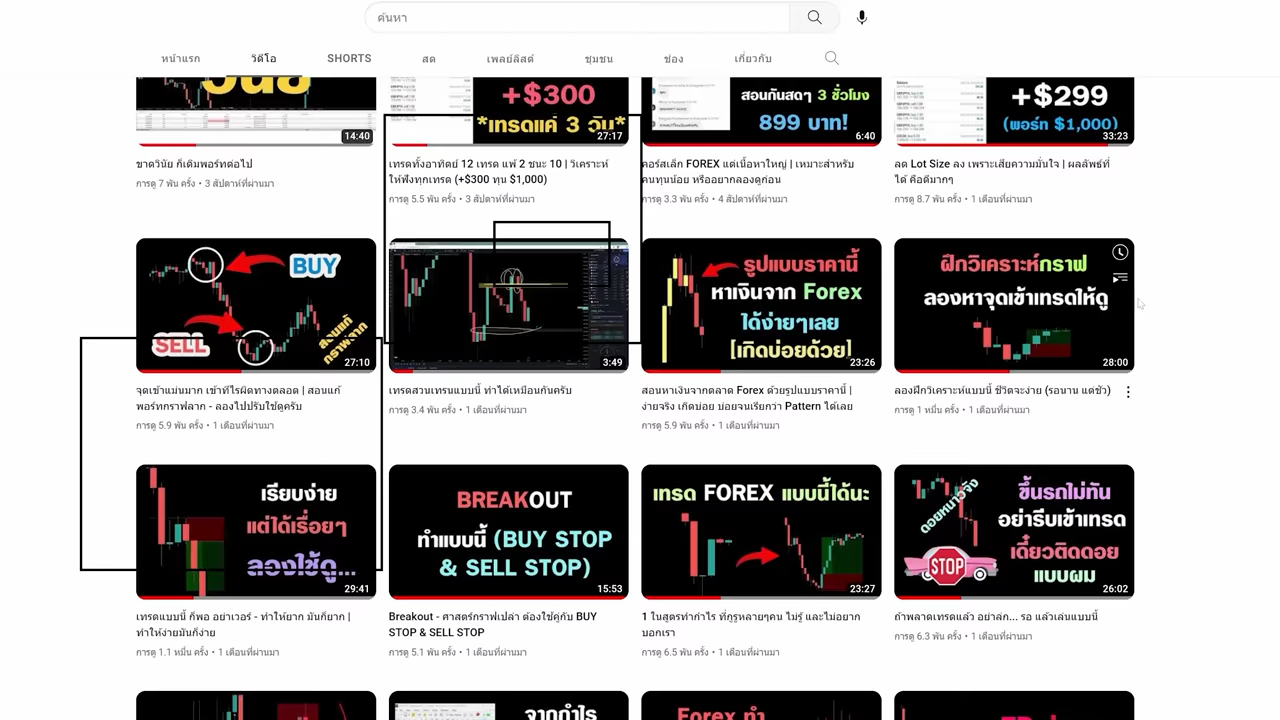 ค้นหา
หน้าแรก
วิดีโอ
SHORTS
สด
เพลย์ลิสต์
ชุมชน
ช่อง
เกี่ยวกับ
วินัย
14:40
+$300
*เทรดแค่ 3 วัน*
27:17
สอนกันสดๆ 3 ชั่วโมง
899 บาท!
6:40
+$299
(พอร์ท $1,000)
33:23
ขาดวินัย ก็เติมพอร์ทต่อไป
การดู 7 พัน ครั้ง • 3 สัปดาห์ที่ผ่านมา
เทรดทั้งอาทิตย์ 12 เทรด แพ้ 2 ชนะ 10 | วิเคราะห์
ให้ฟังทุกเทรด (+$300 ทุน $1,000)
การดู 5.5 พัน ครั้ง • 3 สัปดาห์ที่ผ่านมา
คอร์สเล็ก FOREX แต่เนื้อหาใหญ่ | เหมาะสำหรับ
คนทุนน้อย หรืออยากลองดูก่อน
การดู 3.3 พัน ครั้ง • 4 สัปดาห์ที่ผ่านมา
ลด Lot Size ลง เพราะเสียความมั่นใจ | ผลลัพธ์ที่
ได้ คือดีมากๆ
การดู 8.7 พัน ครั้ง • 1 เดือนที่ผ่านมา
BUY
SELL
สอนแก้
กราฟจาก
27:10
3:49
รูปแบบราคานี้
หาเงินจาก Forex
ได้ง่ายๆเลย
[เกิดบ่อยด้วย]
23:26
ฝึกวิเคราะห์กราฟ
ลองหาจุดเข้าเทรดให้ดู
28:00
จุดเข้าแม่นมาก เข้าทีไรผิดทางตลอด | สอนแก้
พอร์ทกราฟลาก - ลองไปปรับใช้ดูครับ
การดู 5.9 พัน ครั้ง • 1 เดือนที่ผ่านมา
เทรดสวนเทรนแบบนี้ ทำได้เหมือนกันครับ
การดู 3.4 พัน ครั้ง • 1 เดือนที่ผ่านมา
สอนหาเงินจากตลาด Forex ด้วยรูปแบบราคานี้ |
ง่ายจริง เกิดบ่อย บ่อยจนเรียกว่า Pattern ได้เลย
การดู 5.9 พัน ครั้ง • 1 เดือนที่ผ่านมา
ลองฝึกวิเคราะห์แบบนี้ ชีวิตจะง่าย (รอนาน แต่ชัว)
การดู 1 หมื่น ครั้ง • 1 เดือนที่ผ่านมา
เรียบง่าย
แต่ได้เรื่อยๆ
ลองใช้ดู...
29:41
BREAKOUT
ทำแบบนี้ (BUY STOP
& SELL STOP)
15:53
เทรด FOREX แบบนี้ได้นะ
23:27
ดอยหนาวจัง
ขึ้นรถไม่ทัน
อย่ารีบเข้าเทรด
เดี๋ยวติดดอย
แบบผม
STOP
26:02
เทรดแบบนี้ ก็พอ อย่าเวอร์ - ทำให้ยาก มันก็ยาก |
ทำให้ง่ายมันก็ง่าย
การดู 1.1 หมื่น ครั้ง • 1 เดือนที่ผ่านมา
Breakout - ศาสตร์กราฟเปล่า ต้องใช้คู่กับ BUY
STOP & SELL STOP
การดู 5.1 พัน ครั้ง • 1 เดือนที่ผ่านมา
1 ในสูตรทำกำไร ที่กูรูหลายๆคน ไม่รู้ และไม่อยาก
บอกเรา
การดู 6.5 พัน ครั้ง • 1 เดือนที่ผ่านมา
ถ้าพลาดเทรดแล้ว อย่าลก... รอ แล้วเล่นแบบนี้
การดู 6.3 พัน ครั้ง • 1 เดือนที่ผ่านมา
จากกำไร
Forex ทำ